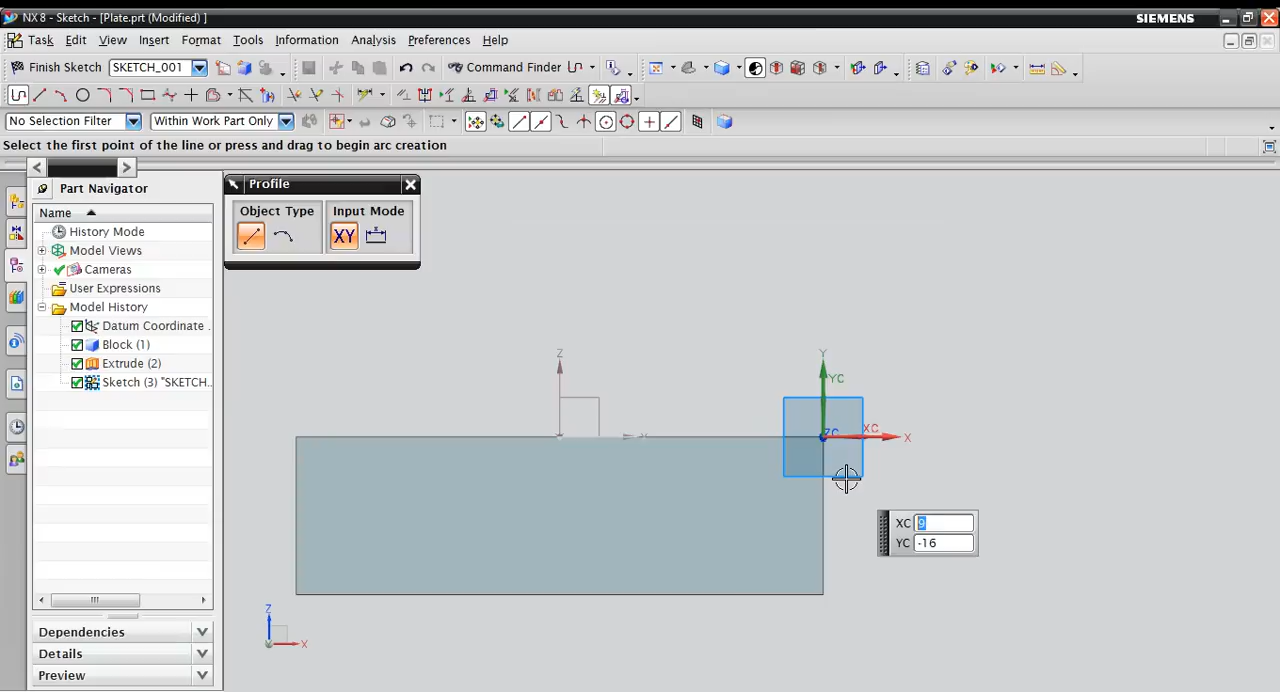 NX 8 - Sketch - [Plate.prt (Modified) ]
SIEMENS
Task Edit View Insert Format Tools Information Analysis Preferences Help
Finish Sketch SKETCH_001 Command Finder
No Selection Filter Within Work Part Only
Select the first point of the line or press and drag to begin arc creation
Part Navigator
Name
History Mode
Model Views
Cameras
User Expressions
Model History
Datum Coordinate .
Block (1)
Extrude (2)
Sketch (3) "SKETCH...
Dependencies
Details
Preview
Profile
Object Type Input Mode
XY
Z
Y
YC
ZC
XC
X
XC 9
YC -16
Z
X
Y